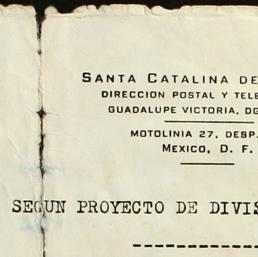 SANTA CATALINA DE
DIRECCION POSTAL Y TELE
GUADALUPE VICTORIA, DG
MOTOLINIA 27, DESP.
MEXICO, D. F.
SEGUN PROYECTO DE DIVIS